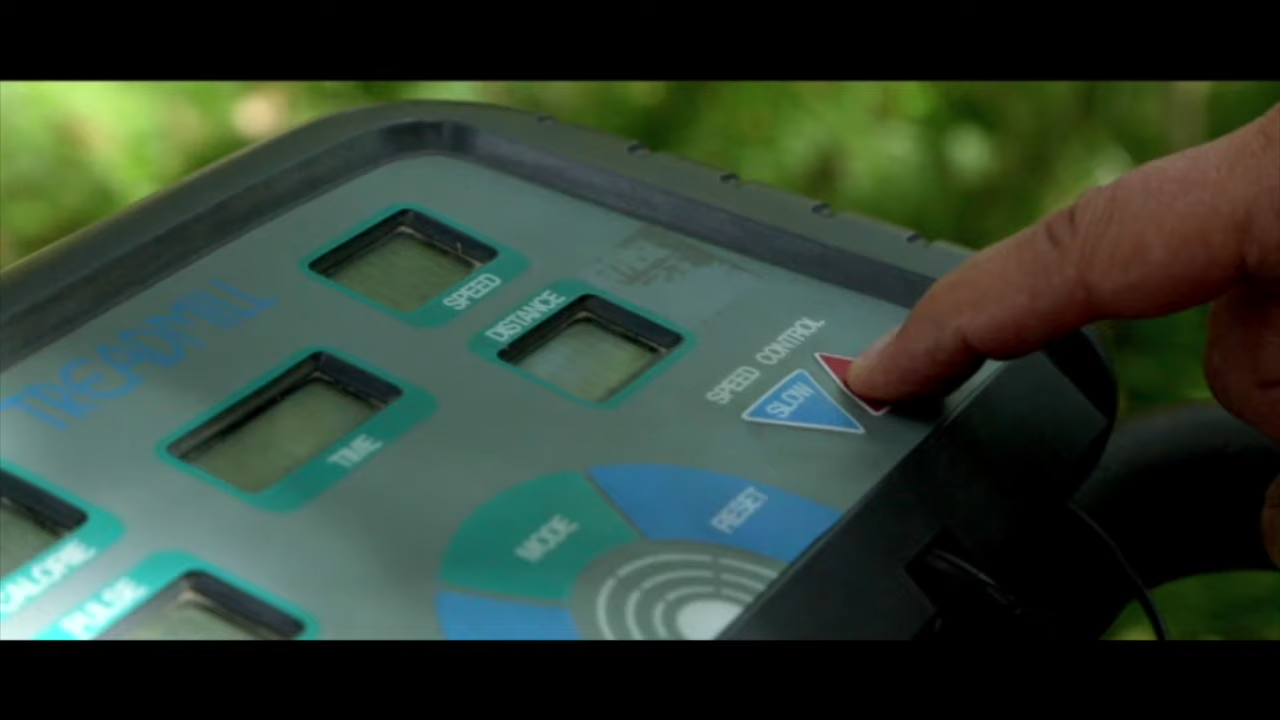 TREADMILL
SPEED
DISTANCE
SPEED CONTROL
SLOW
TIME
MODE
RESET
CALORIE
PULSE